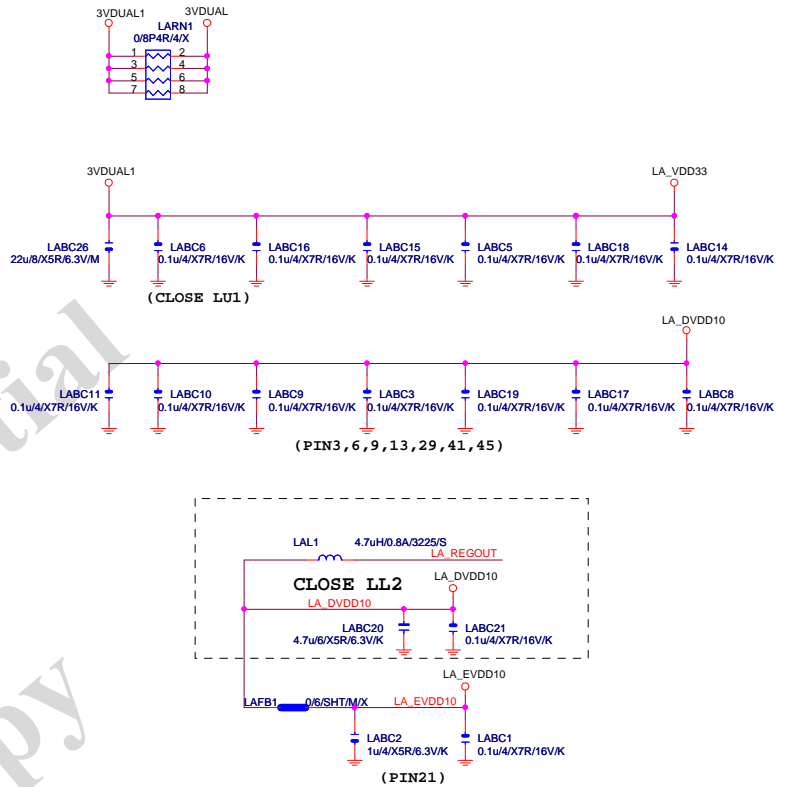 3VDUAL1 3VDUAL
LARN1
0/8P4R/4/X
1 2
3 4
5 6
7 8
3VDUAL1 LA_VDD33
LABC26 LABC6 LABC16 LABC15 LABC5 LABC18 LABC14
22u/8/X5R/6.3V/M 0.1u/4/X7R/16V/K 0.1u/4/X7R/16V/K 0.1u/4/X7R/16V/K 0.1u/4/X7R/16V/K 0.1u/4/X7R/16V/K 0.1u/4/X7R/16V/K
(CLOSE LU1)
LA_DVDD10
LABC11 LABC10 LABC9 LABC3 LABC19 LABC17 LABC8
0.1u/4/X7R/16V/K 0.1u/4/X7R/16V/K 0.1u/4/X7R/16V/K 0.1u/4/X7R/16V/K 0.1u/4/X7R/16V/K 0.1u/4/X7R/16V/K 0.1u/4/X7R/16V/K
(PIN3,6,9,13,29,41,45)
LAL1 4.7uH/0.8A/3225/S
LA_REGOUT
CLOSE LL2
LA_DVDD10
LA_DVDD10
LABC20 LABC21
4.7u/6/X5R/6.3V/K 0.1u/4/X7R/16V/K
LA_EVDD10
LAFB1 0/6/SHT/M/X LA_EVDD10
LABC2 LABC1
1u/4/X5R/6.3V/K 0.1u/4/X7R/16V/K
(PIN21)
tial
py